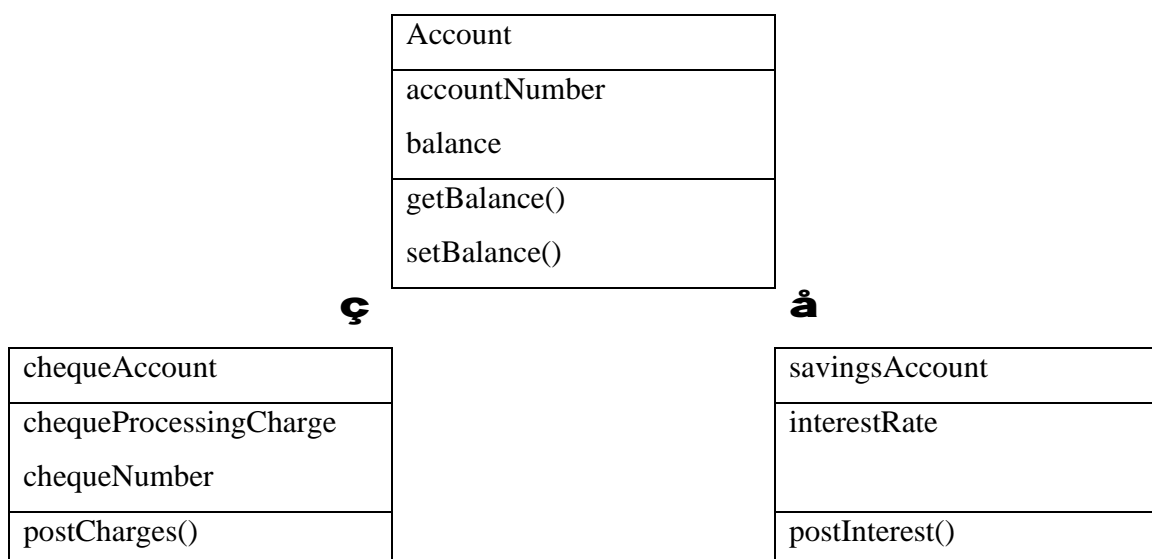 Account
accountNumber
balance
getBalance()
setBalance()
ç
å
chequeAccount
chequeProcessingCharge
chequeNumber
postCharges()
savingsAccount
interestRate
postInterest()